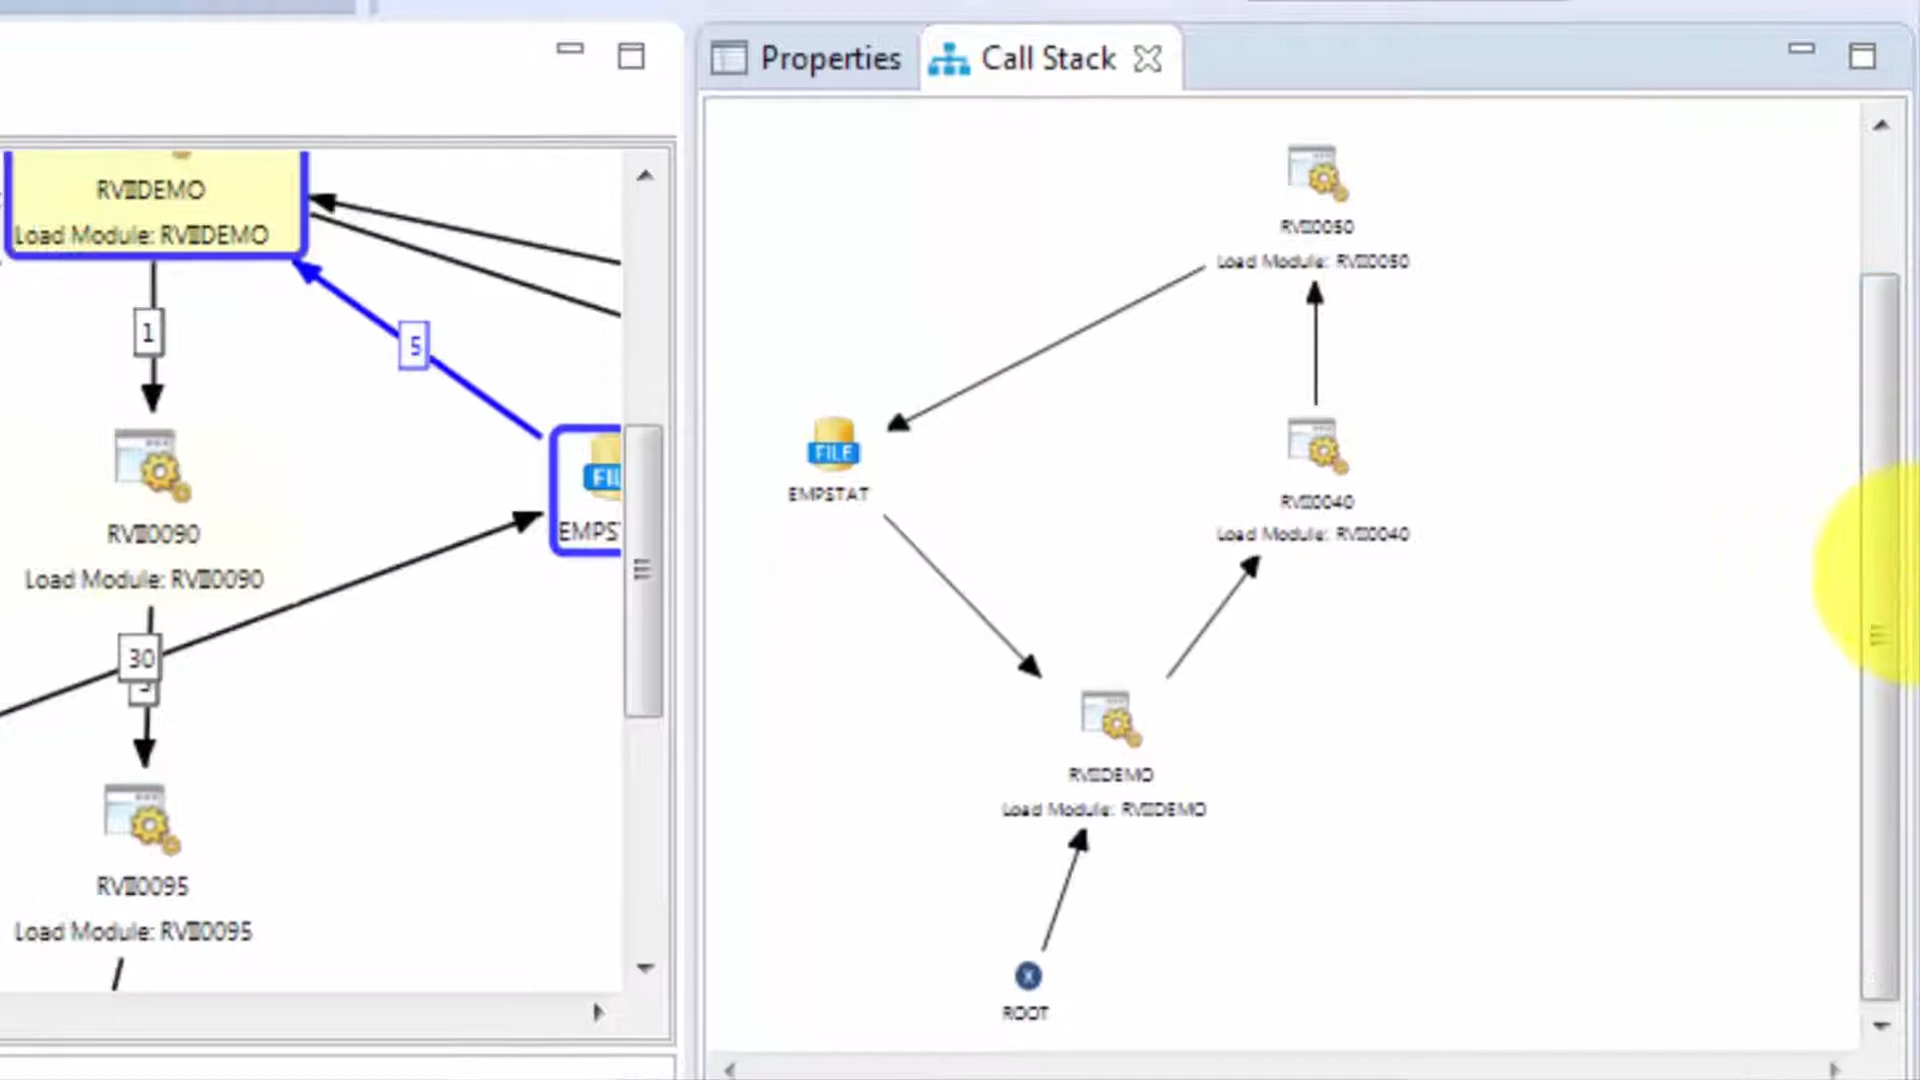 Properties
Call Stack
RVIIDEMO
Load Module: RVIIDEMO
1
5
RVII0090
Load Module: RVII0090
30
RVII0095
Load Module: RVII0095
FIL
EMPST
RVII0050
Load Module: RVII0050
FILE
EMPSTAT
RVII0040
Load Module: RVII0040
RVIIDEMO
Load Module: RVIIDEMO
X
ROOT